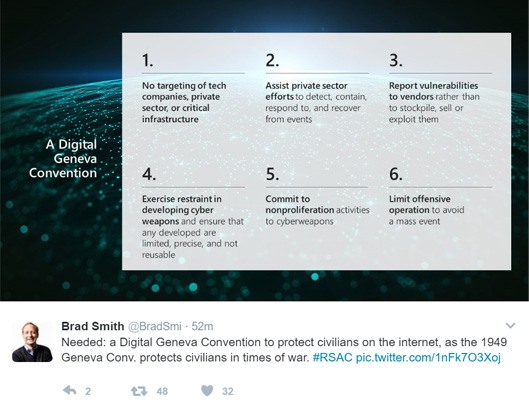 A Digital
Geneva
Convention
1.
No targeting of tech
companies, private
sector, or critical
infrastructure
2.
Assist private sector
efforts to detect, contain,
respond to, and recover
from events
3.
Report vulnerabilities
to vendors rather than
to stockpile, sell or
exploit them
4.
Exercise restraint in
developing cyber
weapons and ensure that
any developed are
limited, precise, and not
reusable
5.
Commit to
nonproliferation activities
to cyberweapons
6.
Limit offensive
operation to avoid
a mass event
Brad Smith @BradSmi · 52m
Needed: a Digital Geneva Convention to protect civilians on the internet, as the 1949
Geneva Conv. protects civilians in times of war. #RSAC pic.twitter.com/1nFk7O3Xoj
2 48 32